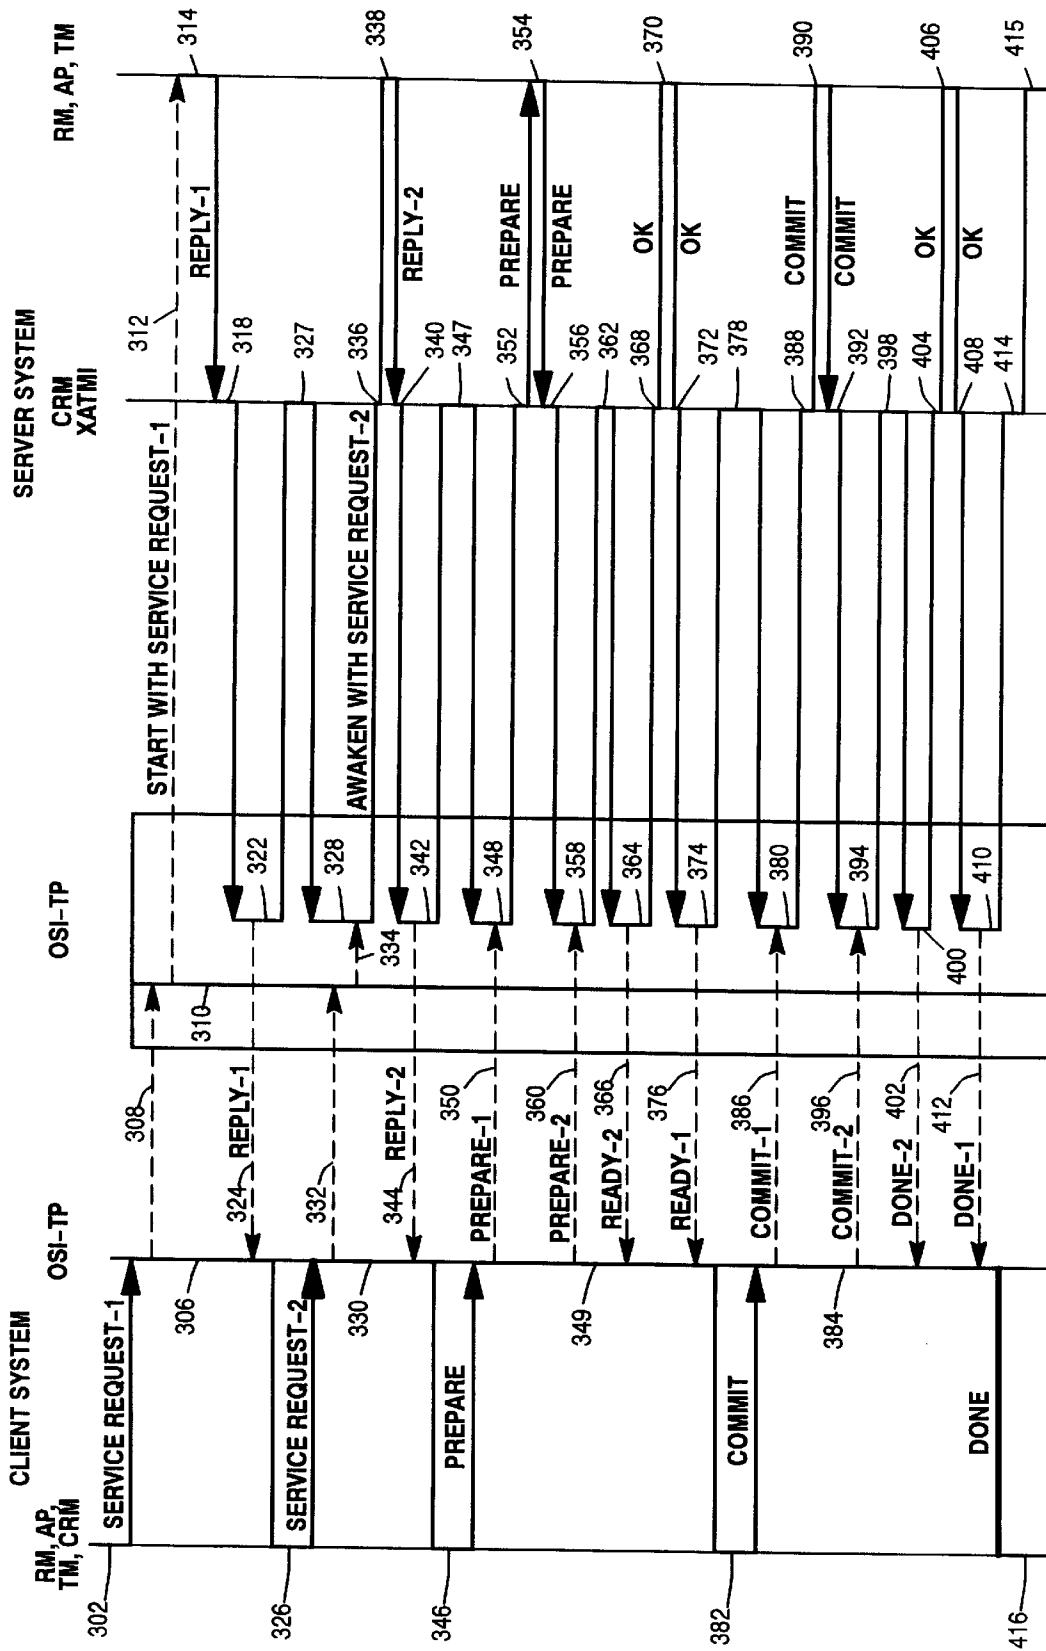 CLIENT SYSTEM
SERVER SYSTEM
RM, AP,
TM, CRM
OSI-TP
OSI-TP
CRM
XATMI
RM, AP, TM
302
SERVICE REQUEST-1
306
308
310
START WITH SERVICE REQUEST-1
312
314
REPLY-1
318
322
324
REPLY-1
326
SERVICE REQUEST-2
327
328
330
332
334
AWAKEN WITH SERVICE REQUEST-2
336
338
REPLY-2
340
342
344
REPLY-2
346
PREPARE
347
348
349
PREPARE-1
350
352
PREPARE
354
PREPARE
356
358
PREPARE-2
360
362
364
READY-2
366
368
OK
370
OK
372
374
READY-1
376
378
380
382
COMMIT
384
COMMIT-1
386
388
COMMIT
390
COMMIT
392
394
COMMIT-2
396
398
400
DONE-2
402
404
OK
406
OK
408
410
DONE-1
412
414
415
DONE
416